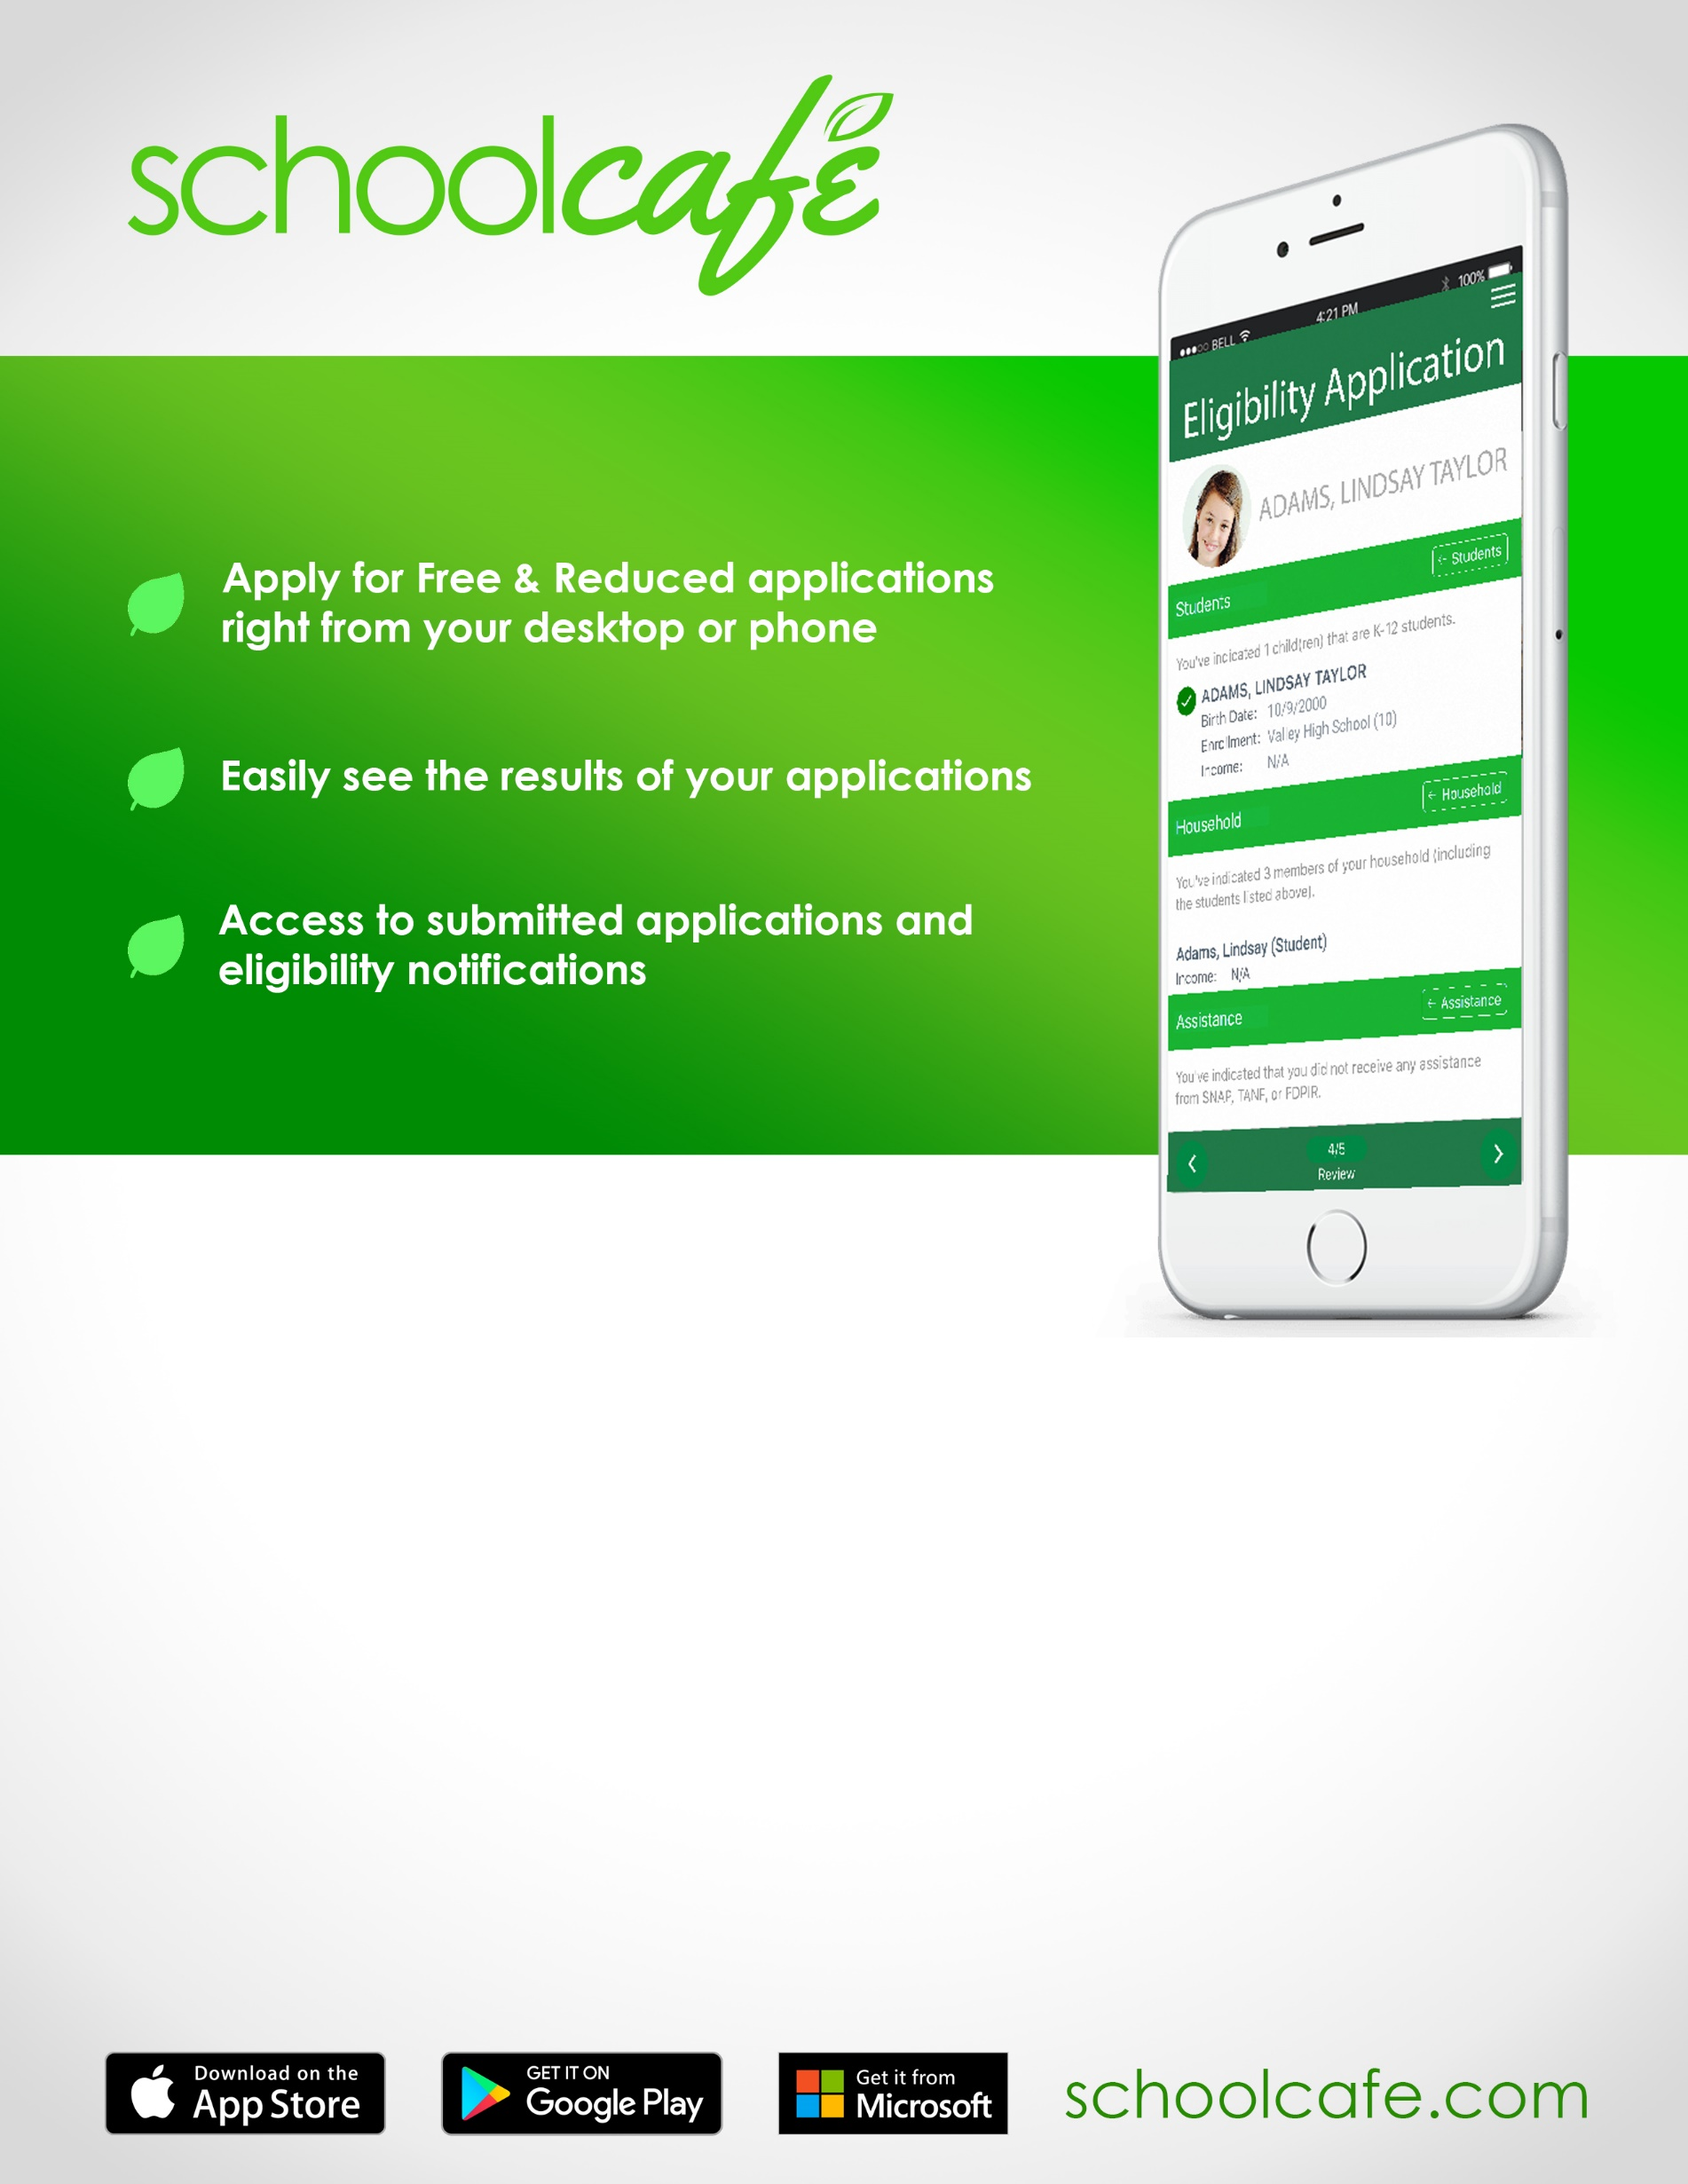 schoolcafé
Apply for Free & Reduced applications
right from your desktop or phone
Easily see the results of your applications
Access to submitted applications and
eligibility notifications
BELL 4:21 PM 100%
Eligibility Application
ADAMS, LINDSAY TAYLOR
Students ← Students
You've indicated 1 child(ren) that are K-12 students.
ADAMS, LINDSAY TAYLOR
Birth Date: 10/9/2000
Enrollment: Valley High School (10)
Income: N/A
Household ← Household
You've indicated 3 members of your household (including
the students listed above).
Adams, Lindsay (Student)
Income: N/A
Assistance ← Assistance
You've indicated that you did not receive any assistance
from SNAP, TANF, or FDPIR.
4/5
Review
Download on the
App Store
GET IT ON
Google Play
Get it from
Microsoft
schoolcafe.com